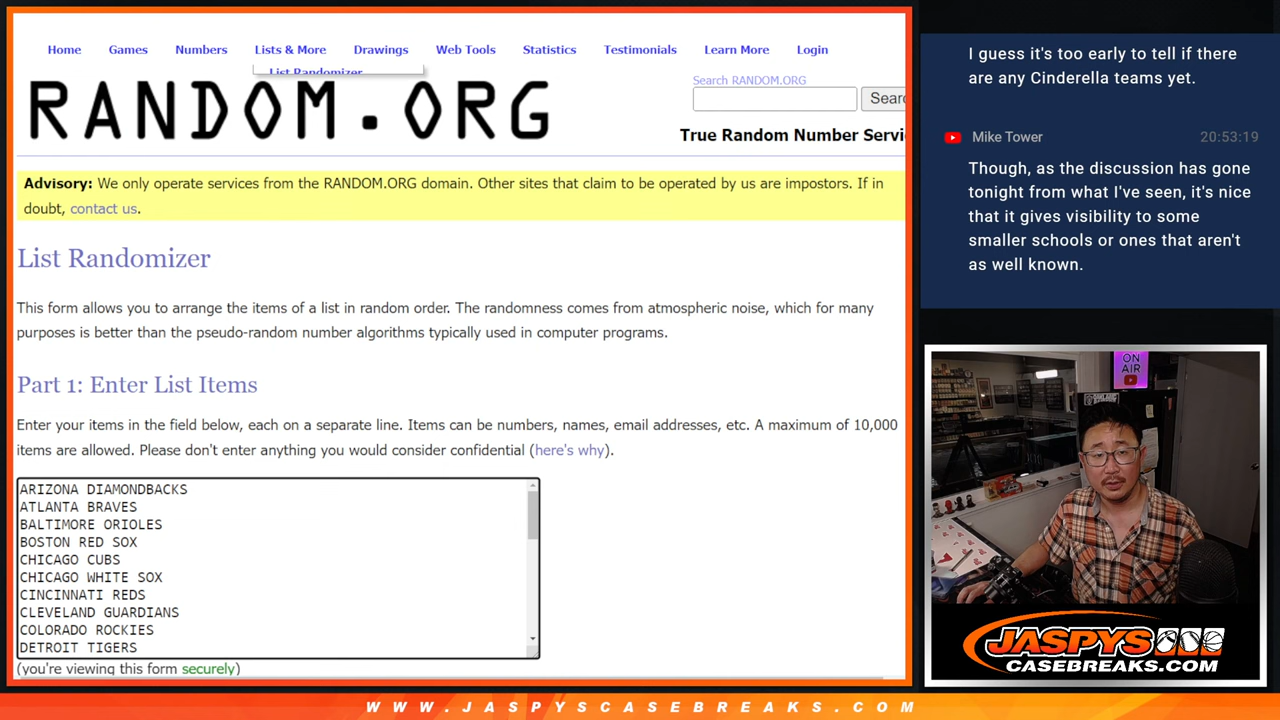 Home Games Numbers Lists & More Drawings Web Tools Statistics Testimonials Learn More Login
List Randomizer
RANDOM.ORG
Search RANDOM.ORG
Searc
True Random Number Servi
Advisory: We only operate services from the RANDOM.ORG domain. Other sites that claim to be operated by us are impostors. If in
doubt, contact us.
List Randomizer
This form allows you to arrange the items of a list in random order. The randomness comes from atmospheric noise, which for many
purposes is better than the pseudo-random number algorithms typically used in computer programs.
Part 1: Enter List Items
Enter your items in the field below, each on a separate line. Items can be numbers, names, email addresses, etc. A maximum of 10,000
items are allowed. Please don't enter anything you would consider confidential (here's why).
ARIZONA DIAMONDBACKS
ATLANTA BRAVES
BALTIMORE ORIOLES
BOSTON RED SOX
CHICAGO CUBS
CHICAGO WHITE SOX
CINCINNATI REDS
CLEVELAND GUARDIANS
COLORADO ROCKIES
DETROIT TIGERS
(you're viewing this form securely)
I guess it's too early to tell if there
are any Cinderella teams yet.
Mike Tower 20:53:19
Though, as the discussion has gone
tonight from what I've seen, it's nice
that it gives visibility to some
smaller schools or ones that aren't
as well known.
ON
AIR
JASPYS
CASEBREAKS.COM
WWW.JASPYSCASEBREAKS.COM